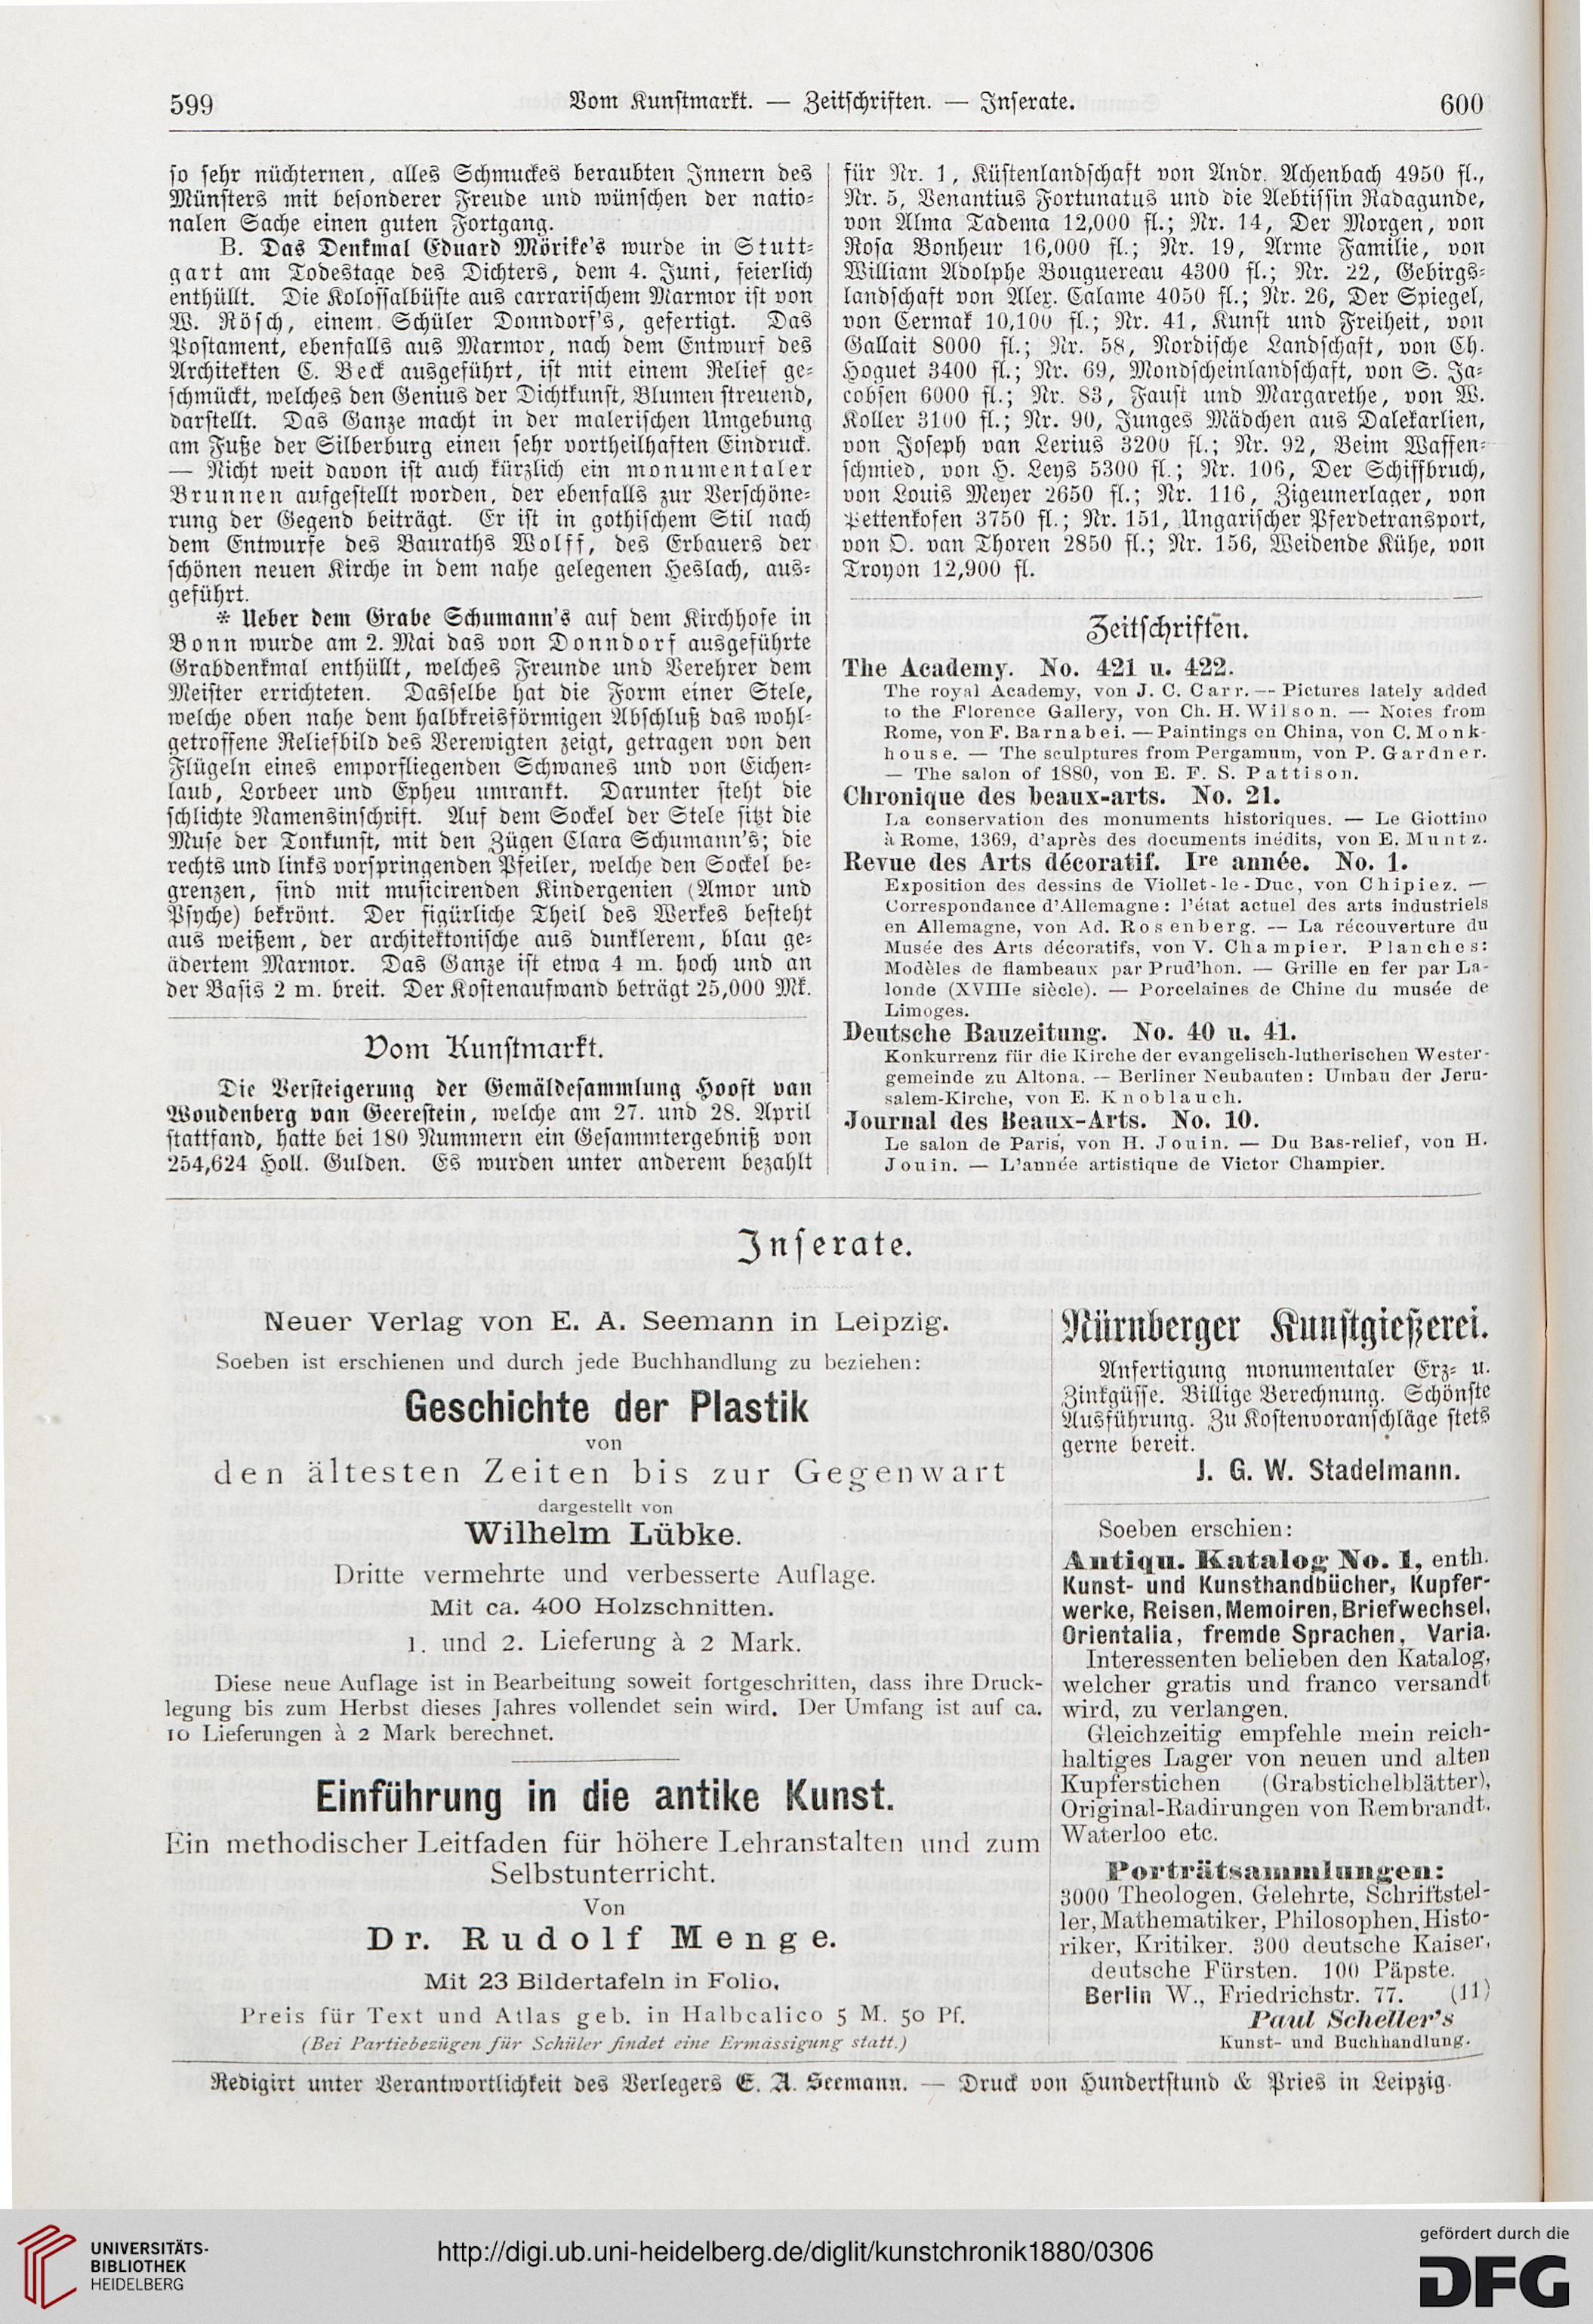 599
Vom Kunstmarkt. — Zeitschriften. — Inserate.
600
so sehr nüchternen, alles Schmuckes beraubten Innern des
Münsters mit besonderer Freude und wünschen der natio-
nalen Sache einen guten Fortgang.
B. Das Denkmal Eduard Mörike's wurde in Stutt-
gart am Todestage des Dichters, dem 4. Juni, feierlich
enthüllt. Die Kolossalbüste aus carrarischem Marmor ist von
W. Rösch, einem Schüler Donndorf's, gefertigt. Das
Postament, ebenfalls aus Marmor, nach dem Entwurf des
Architekten C. Beck ausgeführt, ist mit einem Relief ge-
schmückt, welches den Genius der Dichtkunst, Blumen streuend,
darstellt. Das Ganze macht in der malerischen Umgebung
am Fuße der Silberburg einen sehr vortheilhaften Eindruck.
— Nicht weit davon ist auch kürzlich ein monumentaler
Brunnen aufgestellt worden, der ebenfalls zur Verschöne-
rung der Gegend beiträgt. Er ist in gothischem Stil nach
dem Entwurfe des Bauraths Wolff, des Erbauers der
schönen neuen Kirche in dem nahe gelegenen Heslach, aus-
geführt.
* Ueber dem Grabe Schumann's auf dem Kirchhofe in
Bonn wurde am 2. Mai das von Donndorf ausgeführte
Grabdenkmal enthüllt, welches Freunde und Verehrer dem
Meister errichteten. Dasselbe hat die Form einer Stele,
welche oben nahe dem halbkreisförmigen Abschluß das wohl-
getroffene Reliefbild des Verewigten zeigt, getragen von den
Flügeln eines emporfliegenden Schwanes und von Eichen-
laub, Lorbeer und Epheu umrankt. Darunter steht die
schlichte Namensinschrift. Auf dem Sockel der Stele sitzt die
Muse der Tonkunst, mit den Zügen Clara Schumann's; die
rechts und links vorspringenden Pfeiler, welche den Sockel be-
grenzen, sind mit musicirenden Kindergenien (Amor und
Psyche) bekrönt. Der figürliche Theil des Werkes besteht
aus weißem, der architektonische aus dunklerem, blau ge-
ädertem Marmor. Das Ganze ist etwa 4 m. hoch und an
der Basis 2 m. breit. Der Kostenaufwand beträgt 25,000 Mk.
Vom Kunstmarkt.
Die Versteigerung der Gemäldesammlung Hooft van
Woudenberg van Geerestein, welche am 27. und 28. April
stattfand, hatte bei 180 Nummern ein Gesammtergebniß von
254,624 Holl. Gulden. Es wurden unter anderem bezahlt
für Nr. 1, Küstenlandschaft von Andr. Achenbach 4950 fl.,
Nr. 5, Venantius Fortunatus und die Aebtissin Radagunde,
von Alma Tadema 12,000 fl.; Nr. 14, Der Morgen, von
Rosa Bonheur 16,000 fl.; Nr. 19, Arme Familie, von
William Adolphe Bouguereau 4300 fl.; Nr. 22, Gebirgs-
landschaft von Alex. Calame 4050 fl.; Nr. 26, Der Spiegel,
von Cermak 10,100 fl.; Nr. 41, Kunst und Freiheit, von
Gallait 8000 fl.; Nr. 58, Nordische Landschaft, von Ch.
Hoguet 3400 fl.; Nr. 69, Mondscheinlandschaft, von S. Ja-
cobsen 6000 fl.; Nr. 83, Faust und Margarethe, von W.
Koller 3100 fl.; Nr. 90, Junges Mädchen aus Dalekarlien,
von Joseph van Lerius 3200 fl.; Nr. 92, Beim Waffen-
schmied, von H. Leys 5300 fl.; Nr. 106, Der Schiffbruch,
von Louis Meyer 2650 fl.; Nr. 116, Zigeunerlager, von
Pettenkofen 3750 fl.; Nr. 151, Ungarischer Pferdetransport,
von O. van Thoren 2850 fl.; Nr. 156, Weidende Kühe, von
Troyon 12,900 fl.
Zeitschriften.
The Academy. No. 421 u. 422.
The royal Academy, von J. C. Carr. — Pictures lately added
to the Florence Gallery, von Ch. H. Wilson. — Notes from
Rome, von F. Barnabei. — Paintings on China, von C. Monk-
house. — The sculptures from Pergamum, von P. Gardner.
— The salon of 1880, von E. F. S. Pattison.
Chronique des beaux-arts. No. 21.
La conservation des monuments historiques. — Le Giottino
à Rome, 1369, d'après des documents inédits, von E. Muntz.
Revue des Arts décoratif. Ire année. No. 1.
Exposition des dessins de Viollet-le-Duc, von Chipiez. —
Correspondance d'Allemagne: l'état actuel des arts industriels
en Allemagne, von Ad. Rosenberg. — La récouverture du
Musée des Arts décoratifs, von V. Champier. Planches:
Modèles de flambeaux par Prud'hon. — Grille en fer par La-
londe (XVIIIe siècle). — Porcelaines de Chine du musée de
Limoges.
Deutsche Bauzeitung. No. 40 u. 41.
Konkurrenz für die Kirche der evangelisch-lutherischen Wester-
gemeinde zu Altona. — Berliner Neubauten: Umbau der Jeru-
salem-Kirche, von E. Knoblauch.
Journal des Beaux-Arts. No. 10.
Le salon de Paris, von H. Jouin. — Du Bas-relief, von H.
Jouin. — L'année artistique de Victor Champier.
Inserate.
Neuer Verlag von E. A. Seemann in Leipzig.
Soeben ist erschienen und durch jede Buchhandlung zu beziehen:
Geschichte der Plastik
von
den ältesten Zeiten bis zur Gegenwart
dargestellt von
Wilhelm Lübke.
Dritte vermehrte und verbesserte Auflage.
Mit ca. 400 Holzschnitten.
1. und 2. Lieferung à 2 Mark.
Diese neue Auflage ist in Bearbeitung soweit fortgeschritten, dass ihre Druck-
legung bis zum Herbst dieses Jahres vollendet sein wird. Der Umfang ist auf ca.
10 Lieferungen à 2 Mark berechnet.
Einführung in die antike Kunst.
Ein methodischer Leitfaden für höhere Lehranstalten und zum
Selbstunterricht.
Von
Dr. Rudolf Menge.
Mit 23 Bildertafeln in Folio.
Preis für Text und Atlas geb. in Halbcalico 5 M. 50 Pf.
(Bei Partiebezügen für Schüler findet eine Ermässigung statt.)
Nürnberger Kunstgießerei.
Anfertigung monumentaler Erz- u.
Zinkgüsse. Billige Berechnung. Schönste
Ausführung. Zu Kostenvoranschläge stets
gerne bereit.
J. G. W. Stadelmann.
Soeben erschien:
Antiqu. Katalog No. 1, enth.
Kunst- und Kunsthandbücher, Kupfer-
werke, Reisen, Memoiren, Briefwechsel,
Orientalia, fremde Sprachen, Varia.
Interessenten belieben den Katalog,
welcher gratis und franco versandt
wird, zu verlangen.
Gleichzeitig empfehle mein reich-
haltiges Lager von neuen und alten
Kupferstichen (Grabstichelblätter),
Original-Radirungen von Rembrandt.
Waterloo etc.
Porträtsammlungen:
3000 Theologen, Gelehrte, Schriftstel-
ler, Mathematiker, Philosophen, Histo-
riker, Kritiker. 300 deutsche Kaiser,
deutsche Fürsten. 100 Päpste.
Berlin W., Friedrichstr. 77. (11)
Paul Scheller's
Kunst- und Buchhandlung.
Redigirt unter Verantwortlichkeit des Verlegers E. A. Seemann. — Druck von Hundertstund & Pries in Leipzig.
UNIVERSITÄTS-
BIBLIOTHEK
HEIDELBERG
http://digi.ub.uni-heidelberg.de/diglit/kunstchronik1880/0306
gefördert durch die
DFG